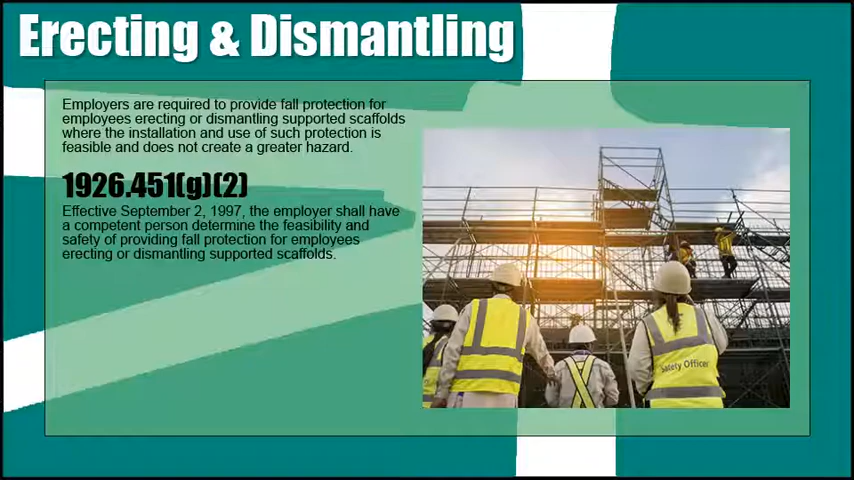 Erecting & Dismantling
Employers are required to provide fall protection for
employees erecting or dismantling supported scaffolds
where the installation and use of such protection is
feasible and does not create a greater hazard.
1926.451(g)(2)
Effective September 2, 1997, the employer shall have
a competent person determine the feasibility and
safety of providing fall protection for employees
erecting or dismantling supported scaffolds.
Safety Officer